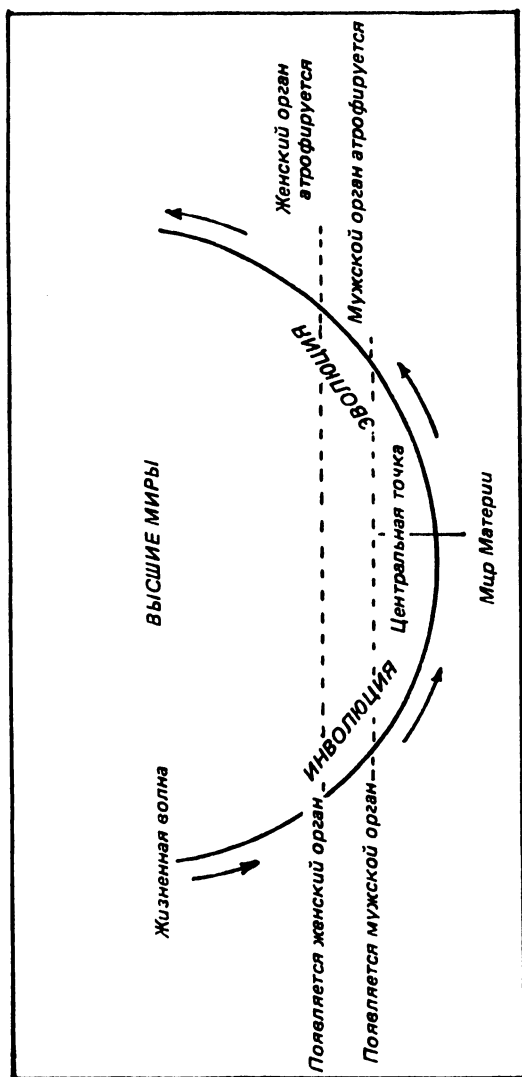 Жизненная волна
ВЫСШИЕ МИРЫ
Женский орган
атрофируется
Появляется женский орган
ИНВОЛЮЦИЯ
ЭВОЛЮЦИЯ
Появляется мужской орган
Мужской орган атрофируется
Центральная точка
Мир Материи